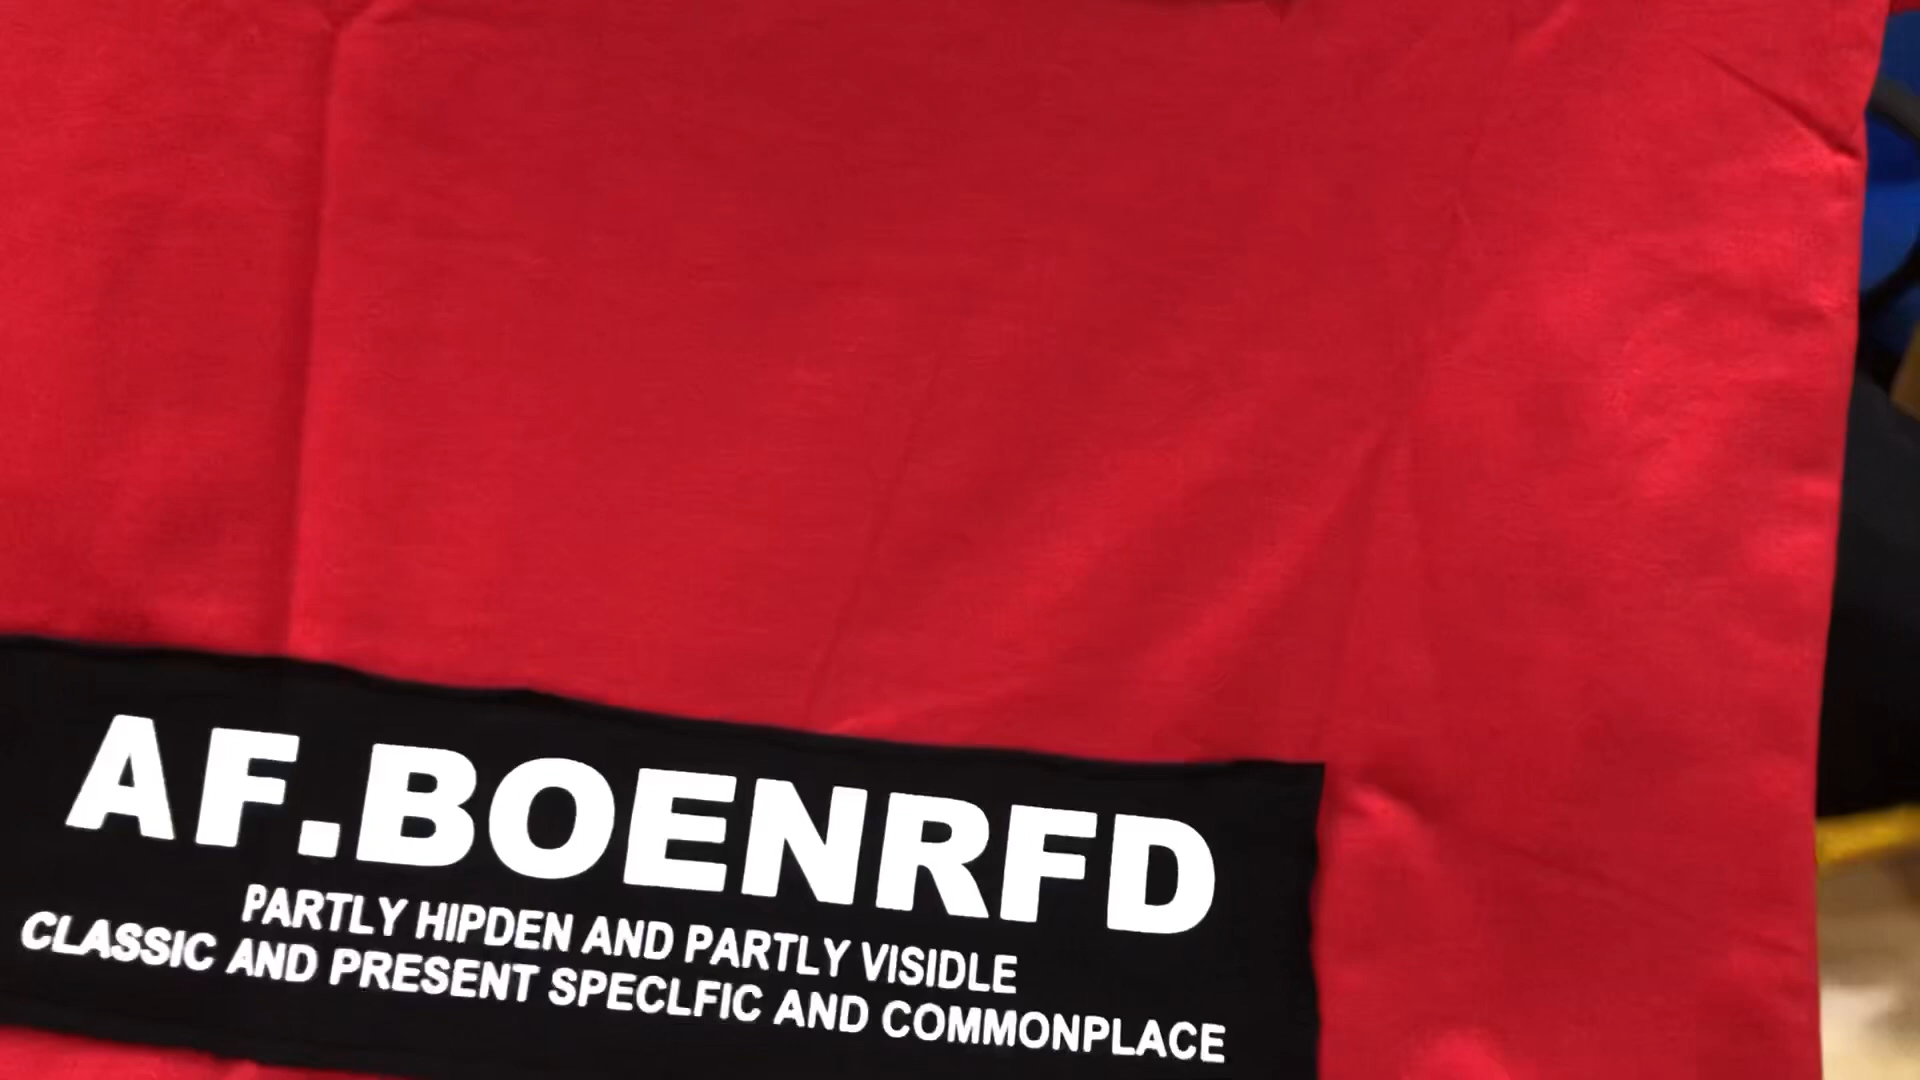 AF.BOENRFD
PARTLY HIPDEN AND PARTLY VISIDLE
CLASSIC AND PRESENT SPECLFIC AND COMMONPLACE